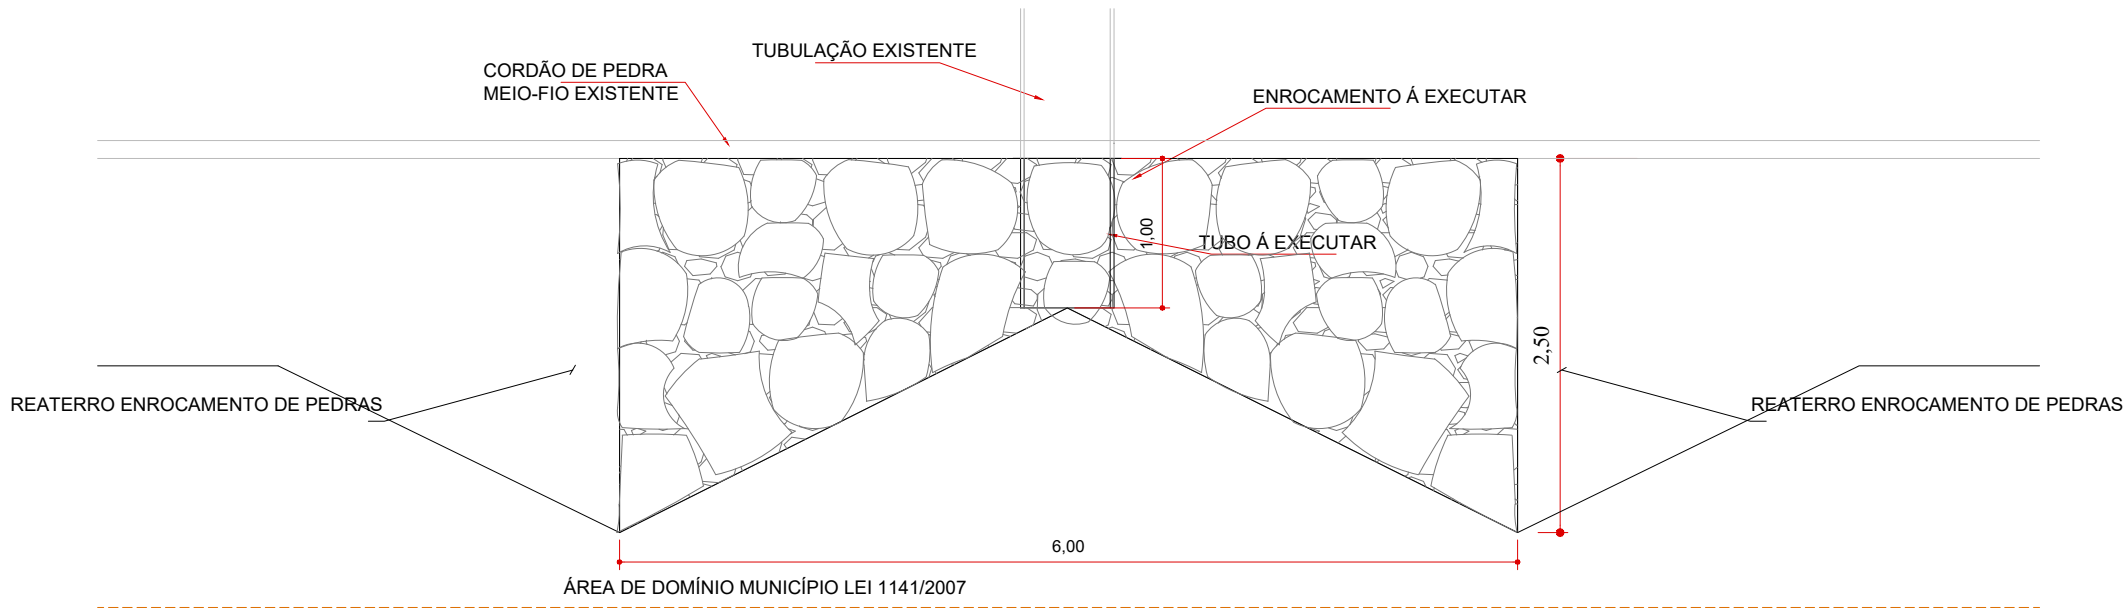 TUBULAÇÃO EXISTENTE
CORDÃO DE PEDRA
MEIO-FIO EXISTENTE
ENROCAMENTO Á EXECUTAR
1,00
TUBO Á EXECUTAR
2,50
REATERRO ENROCAMENTO DE PEDRAS
REATERRO ENROCAMENTO DE PEDRAS
6,00
ÁREA DE DOMÍNIO MUNICÍPIO LEI 1141/2007